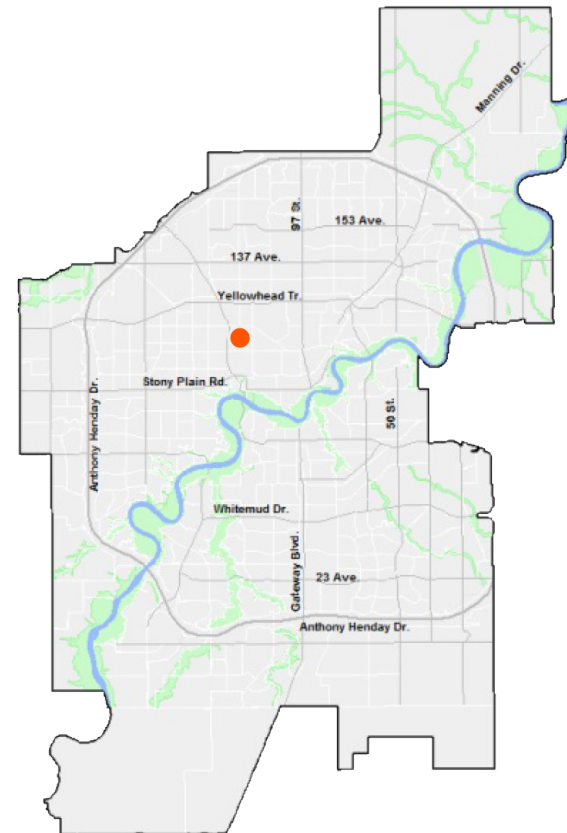 Manning Dr.
97 St.
153 Ave.
137 Ave.
Yellowhead Tr.
Stony Plain Rd.
Anthony Henday Dr.
50 St.
Whitemud Dr.
Gateway Blvd.
23 Ave.
Anthony Henday Dr.